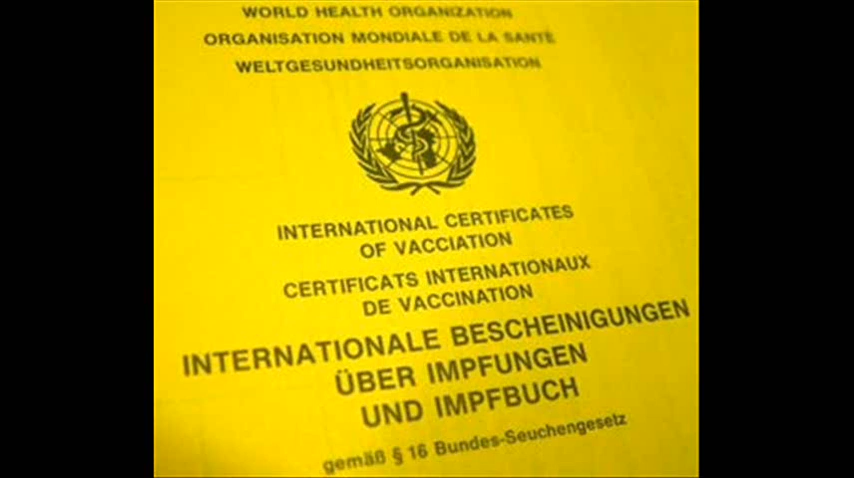 WORLD HEALTH ORGANIZATION
ORGANISATION MONDIALE DE LA SANTÉ
WELTGESUNDHEITSORGANISATION
INTERNATIONAL CERTIFICATES
OF VACCIATION
CERTIFICATS INTERNATIONAUX
DE VACCINATION
INTERNATIONALE BESCHEINIGUNGEN
ÜBER IMPFUNGEN
UND IMPFBUCH
gemäß § 16 Bundes-Seuchengesetz